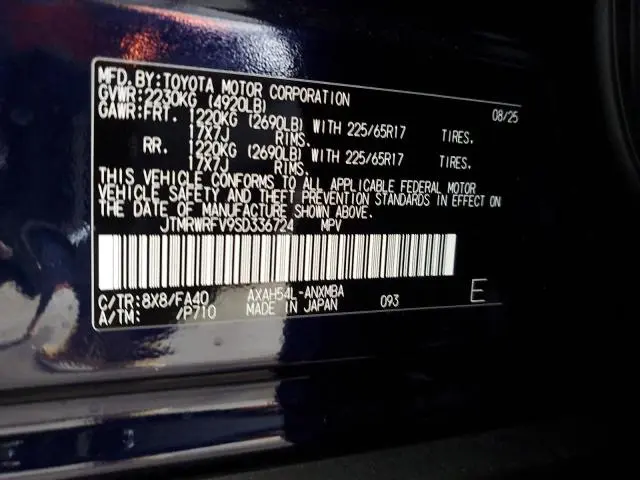 MFD.BY:TOYOTA MOTOR CORPORATION 08/25
GVWR:2230KG (4920LB)
GAWR:FRT. 1220KG (2690LB) WITH 225/65R17 TIRES.
17X7J RIMS.
RR. 1220KG (2690LB) WITH 225/65R17 TIRES.
17X7J RIMS.
THIS VEHICLE CONFORMS TO ALL APPLICABLE FEDERAL MOTOR
VEHICLE SAFETY AND THEFT PREVENTION STANDARDS IN EFFECT ON
THE DATE OF MANUFACTURE SHOWN ABOVE.
JTMRWRFV9SD336724 MPV
C/TR:8X8/FA40 AXAH54L-ANXMBA 093 E
A/TM: /P710 MADE IN JAPAN